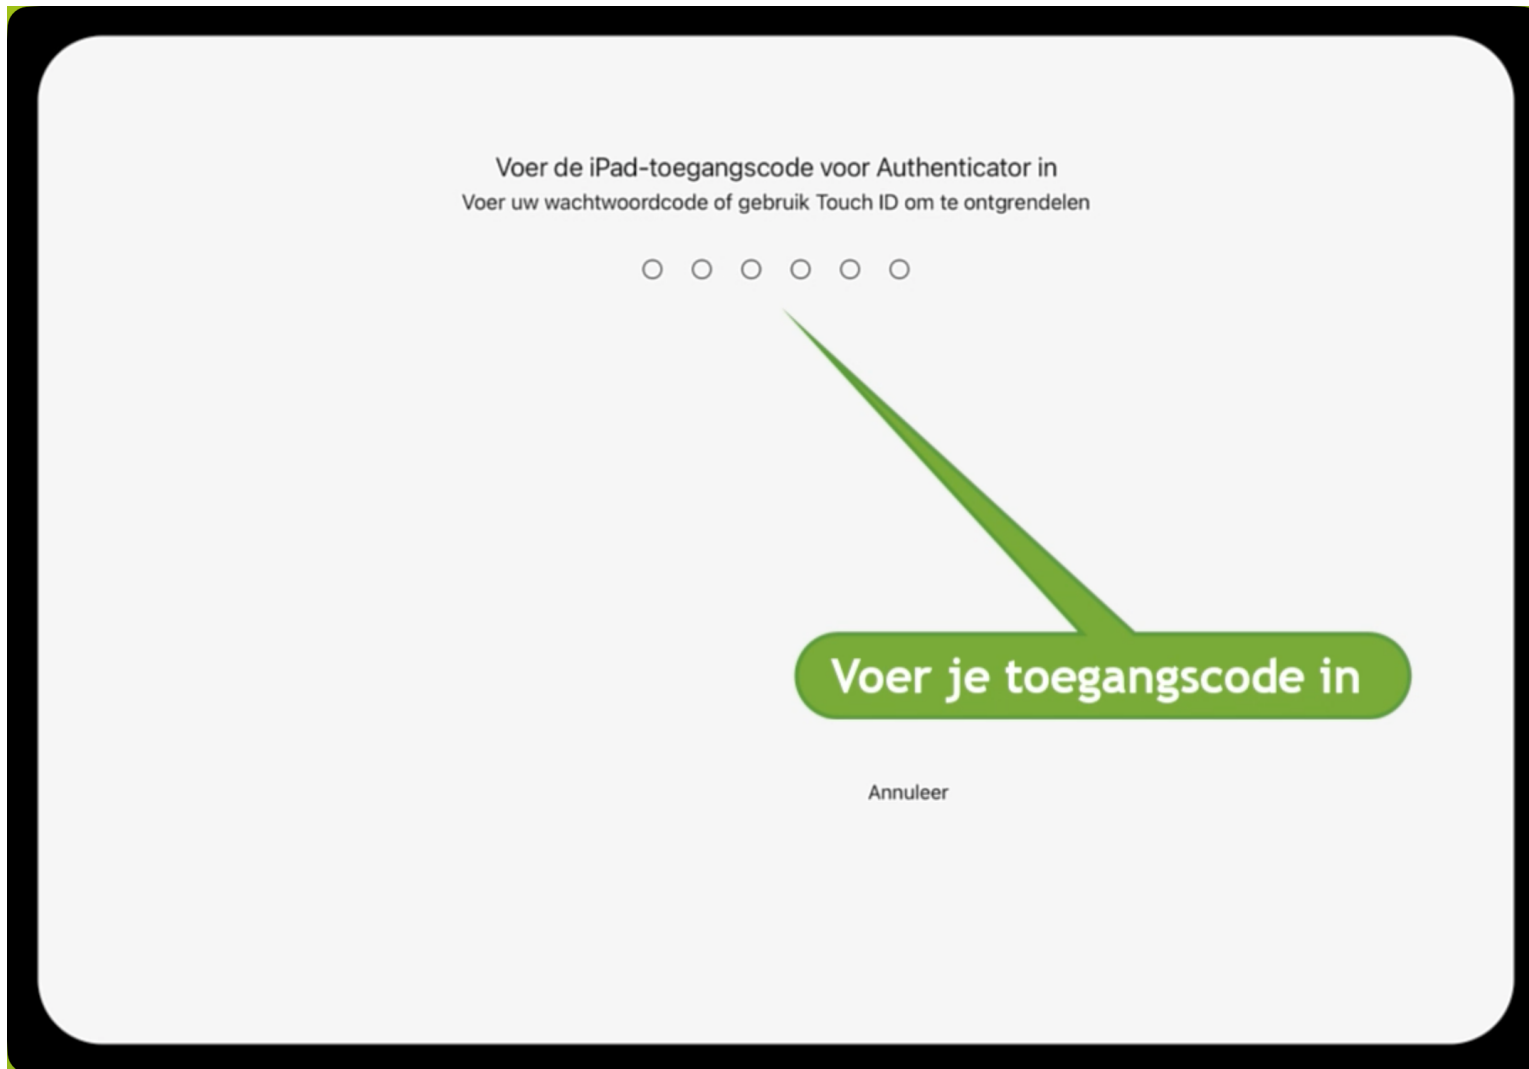 Voer de iPad-toegangscode voor Authenticator in
Voer uw wachtwoordcode of gebruik Touch ID om te ontgrendelen
Voer je toegangscode in
Annuleer